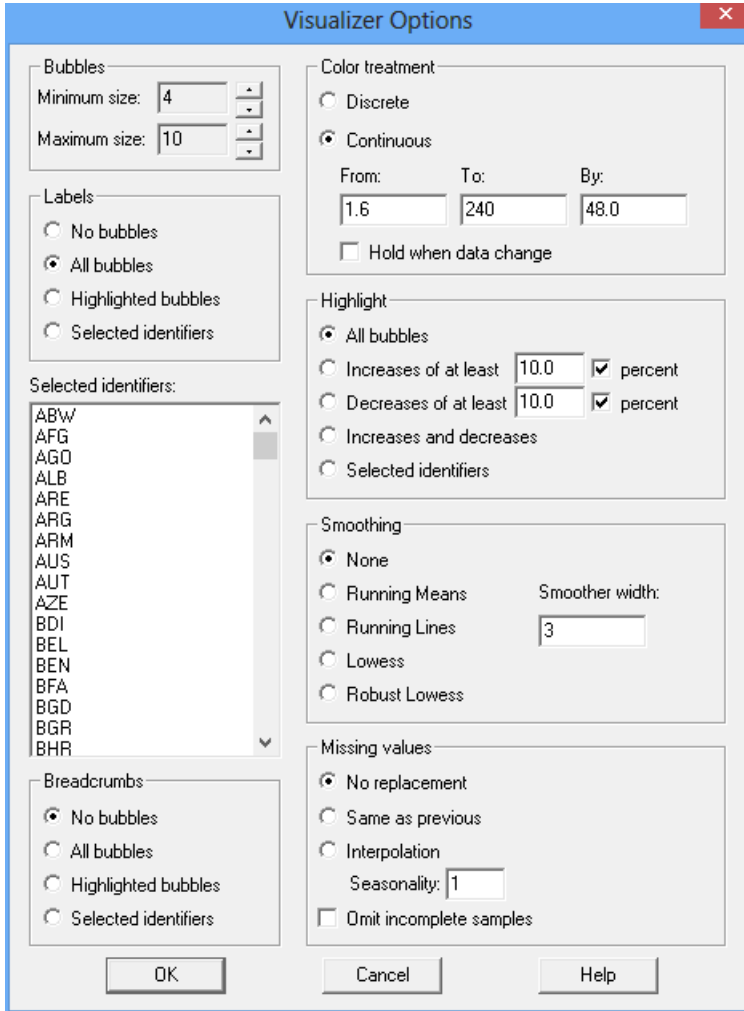 Visualizer Options
Bubbles
Minimum size: 4
Maximum size: 10
Labels
No bubbles
All bubbles
Highlighted bubbles
Selected identifiers
Selected identifiers:
ABW
AFG
AGO
ALB
ARE
ARG
ARM
AUS
AUT
AZE
BDI
BEL
BEN
BFA
BGD
BGR
BHR
Breadcrumbs
No bubbles
All bubbles
Highlighted bubbles
Selected identifiers
Color treatment
Discrete
Continuous
From: To: By:
1.6 240 48.0
Hold when data change
Highlight
All bubbles
Increases of at least 10.0 percent
Decreases of at least 10.0 percent
Increases and decreases
Selected identifiers
Smoothing
None
Running Means
Running Lines
Lowess
Robust Lowess
Smoother width:
3
Missing values
No replacement
Same as previous
Interpolation
Seasonality: 1
Omit incomplete samples
OK Cancel Help